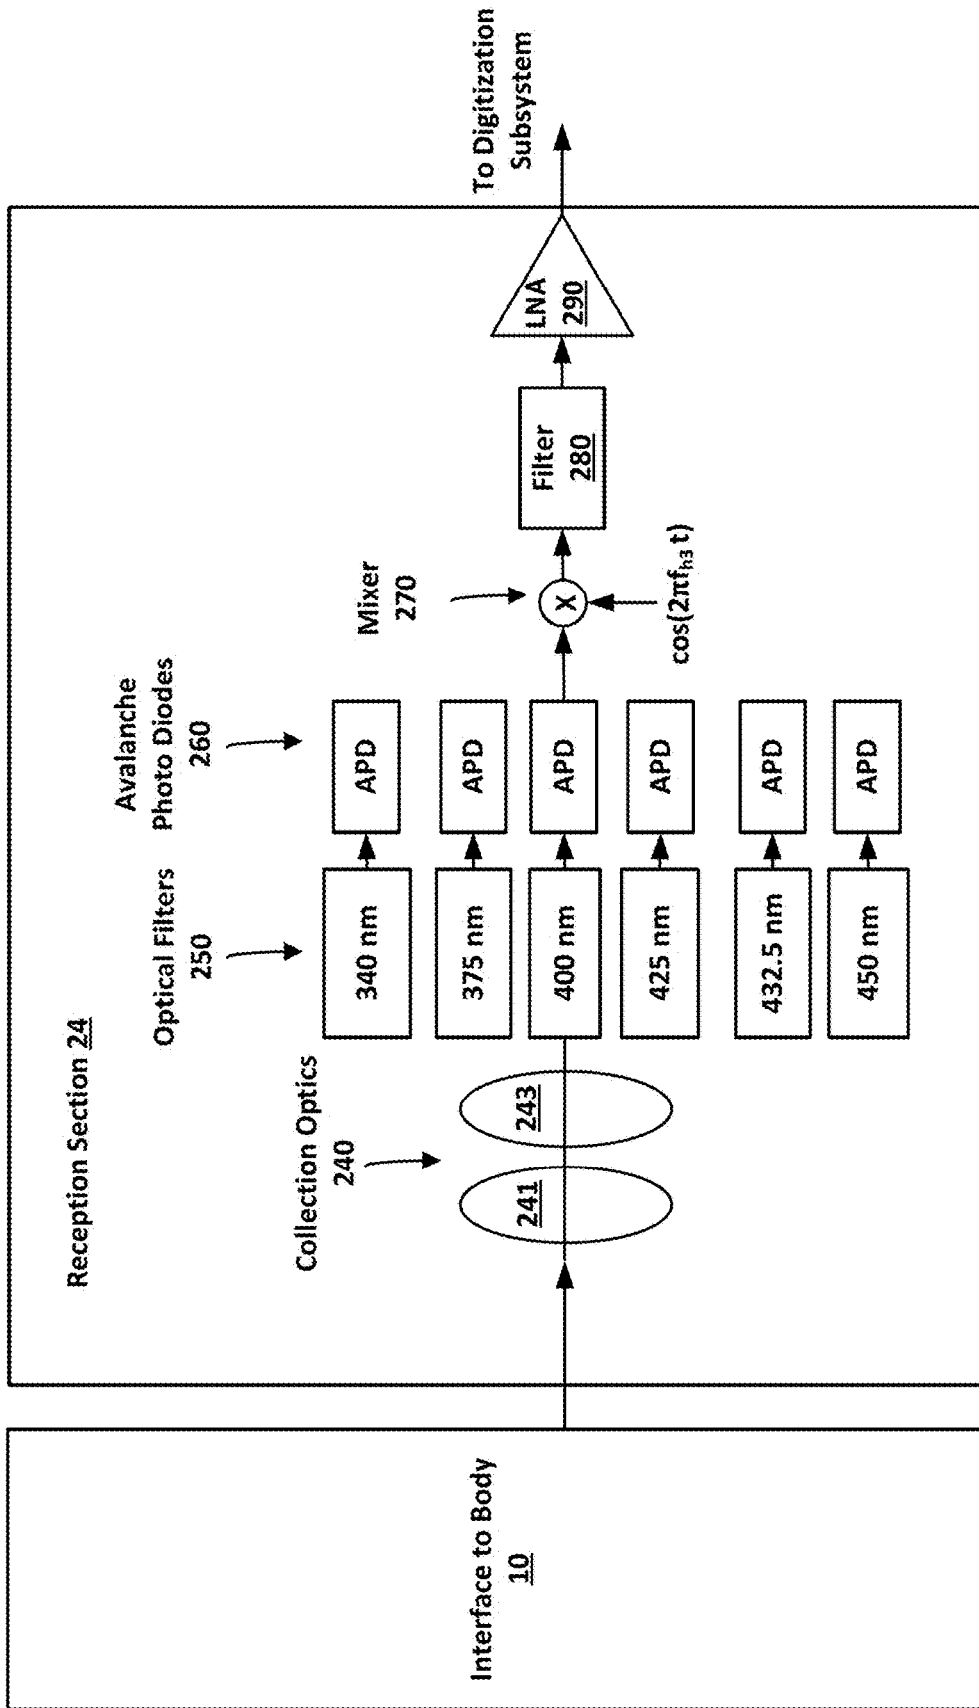 Interface to Body
10
Reception Section 24
Collection Optics
240
241
243
Optical Filters
250
340 nm
375 nm
400 nm
425 nm
432.5 nm
450 nm
Avalanche
Photo Diodes
260
APD
APD
APD
APD
APD
APD
Mixer
270
X
cos(2πf_h3 t)
Filter
280
LNA
290
To Digitization
Subsystem